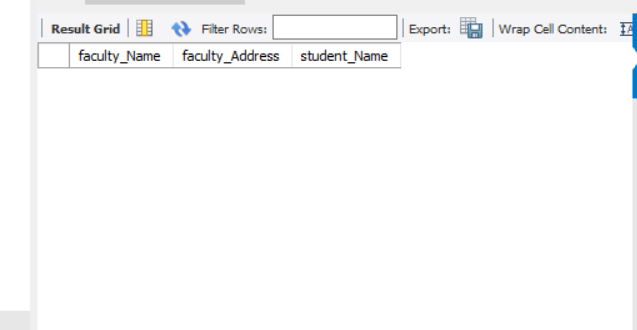 Result Grid Filter Rows: Export: Wrap Cell Content:
faculty_Name faculty_Address student_Name